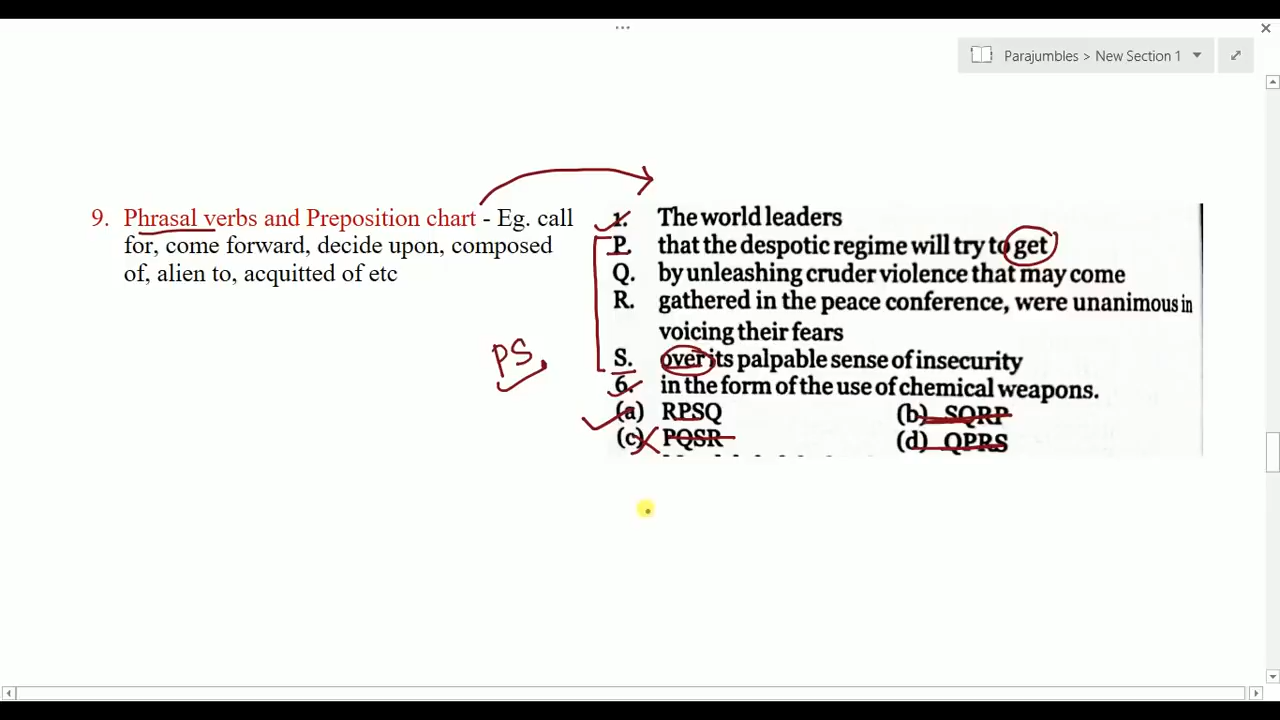 Parajumbles > New Section 1
9. Phrasal verbs and Preposition chart - Eg. call
for, come forward, decide upon, composed
of, alien to, acquitted of etc
1. The world leaders
P. that the despotic regime will try to get
Q. by unleashing cruder violence that may come
R. gathered in the peace conference, were unanimous in
voicing their fears
S. over its palpable sense of insecurity
6. in the form of the use of chemical weapons.
(a) RPSQ (b) SQRP
(c) PQSR (d) QPRS
PS